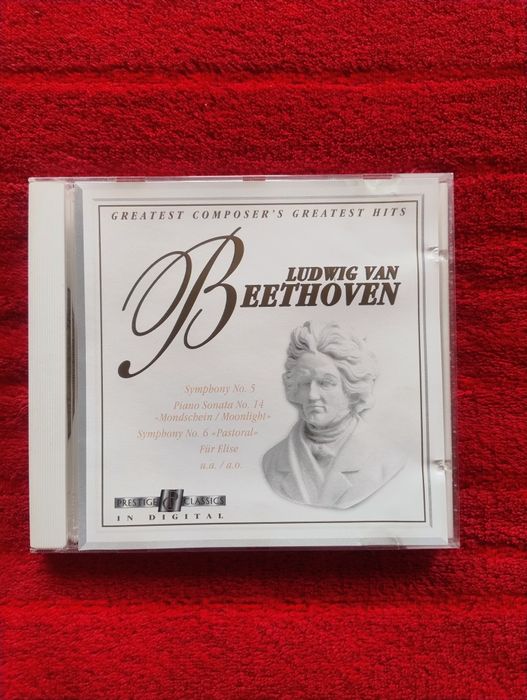 GREATEST COMPOSER'S GREATEST HITS
LUDWIG VAN
BEETHOVEN
Symphony No. 5
Piano Sonata No. 14
«Mondschein / Moonlight»
Symphony No. 6 «Pastoral»
Für Elise
u.a. / a.o.
PRESTIGE P CLASSICS
IN DIGITAL